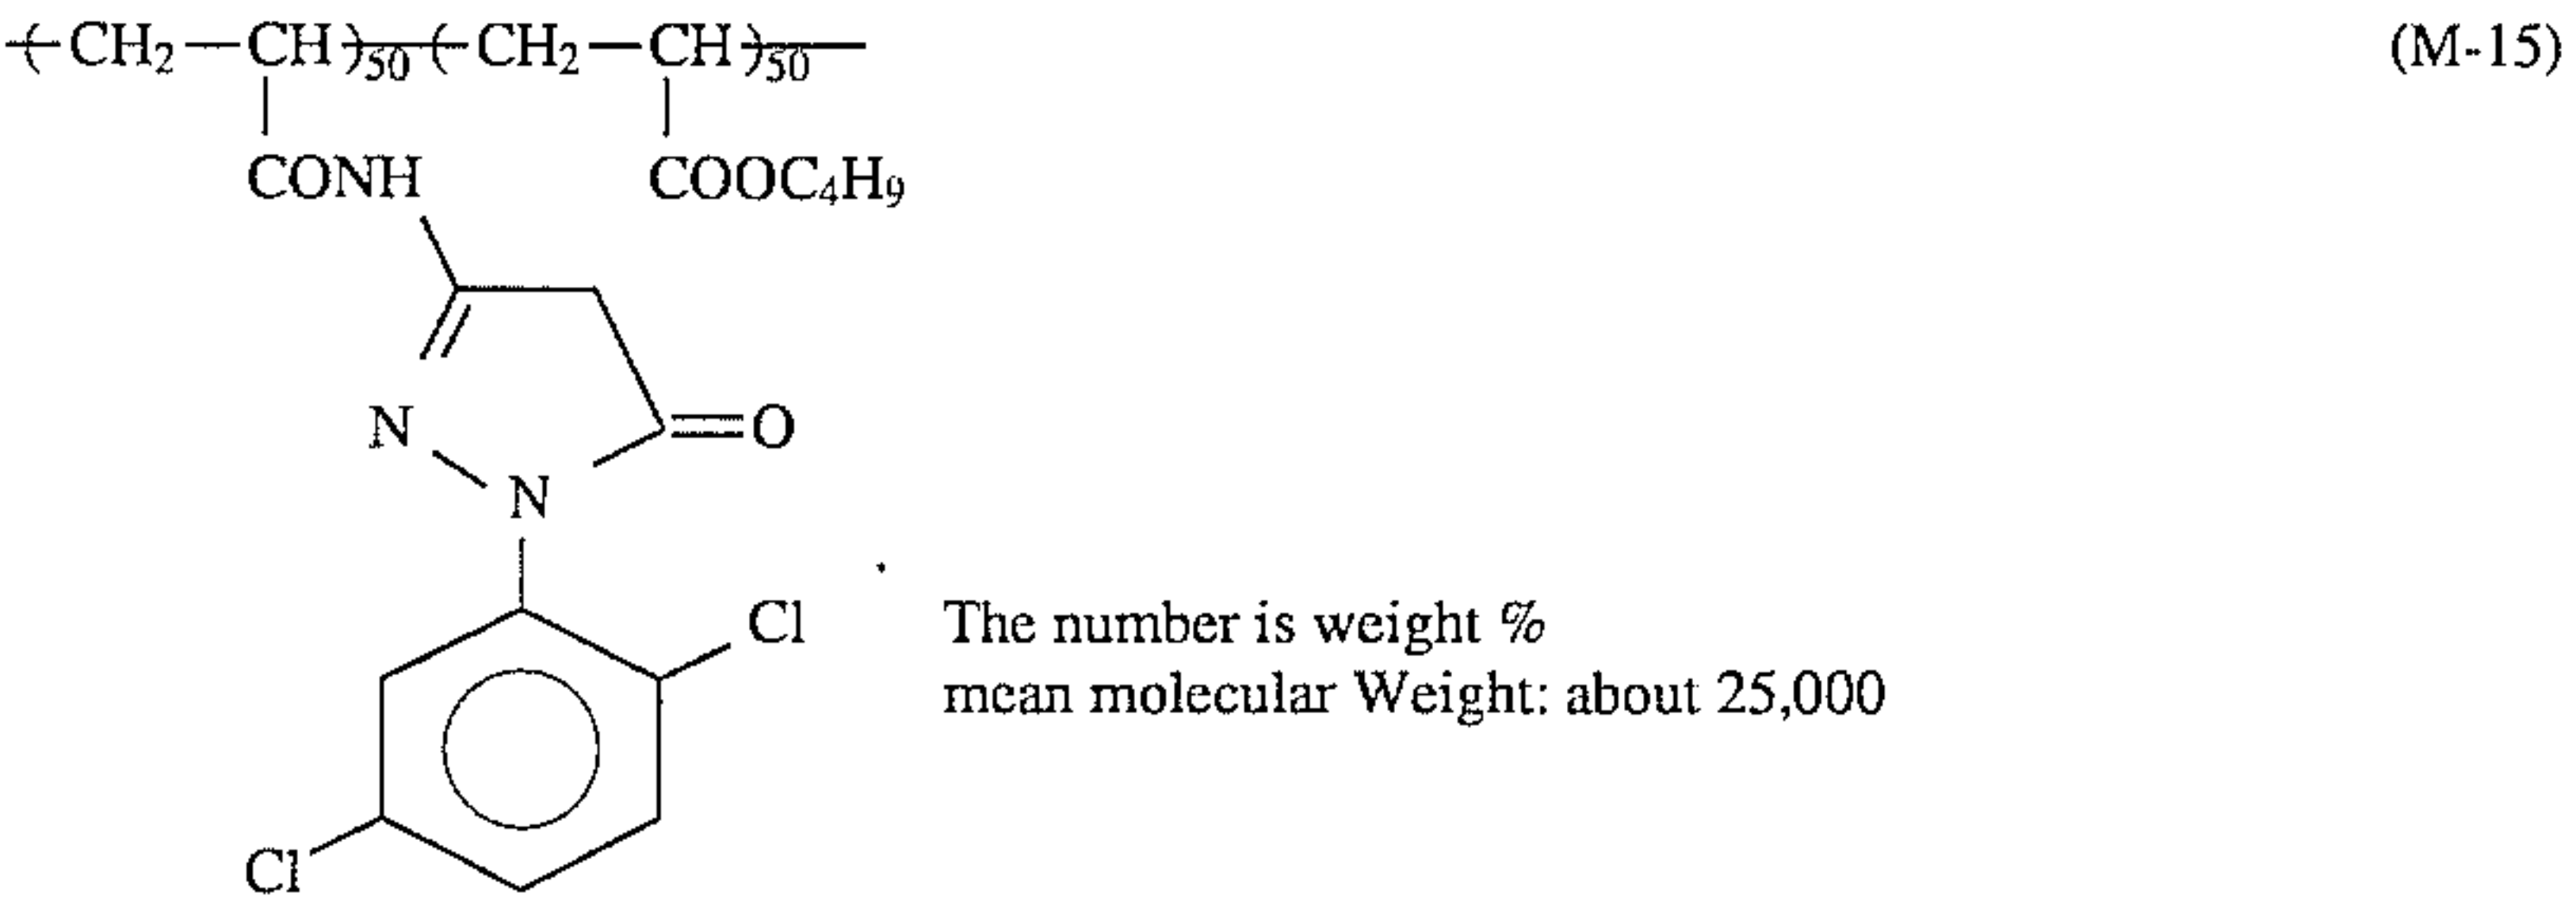 -(CH₂-CH)₅₀-(CH₂-CH)₅₀- (M-15)
CONH COOC₄H₉
N =O
N
Cl
The number is weight %
mean molecular Weight: about 25,000
Cl